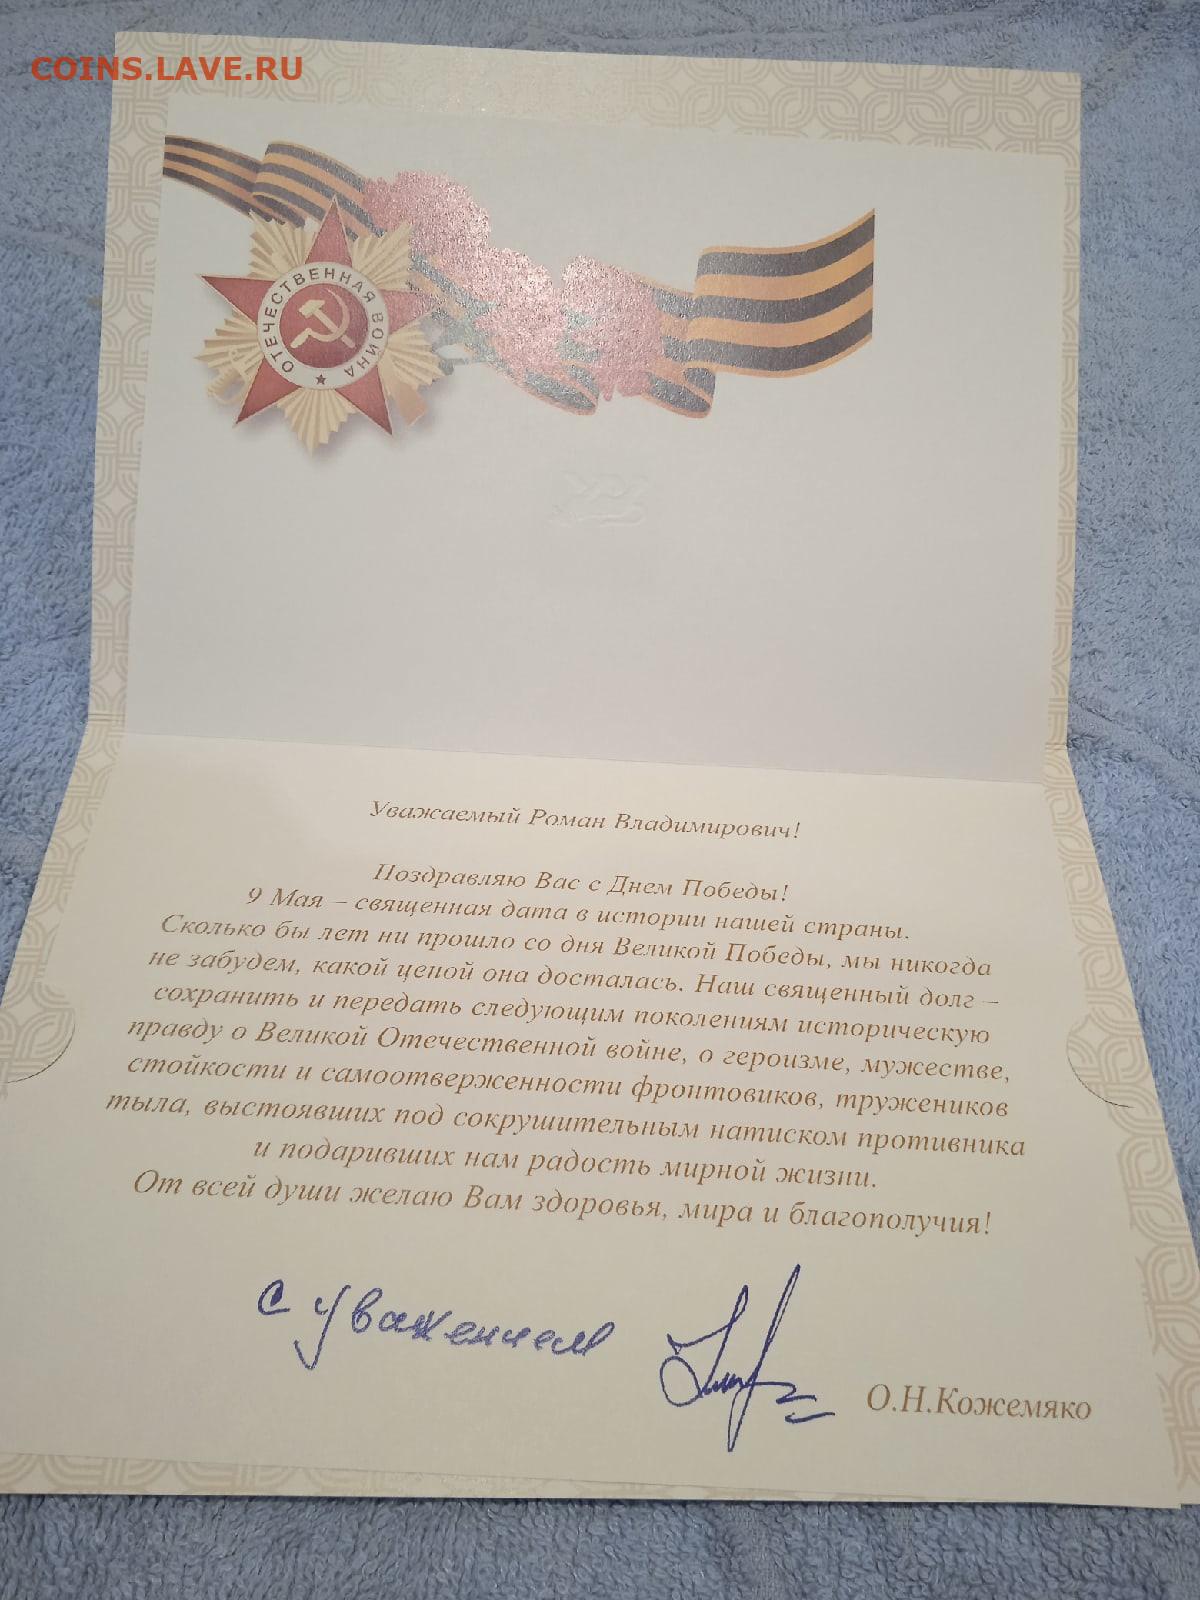 COINS.LAVE.RU
ОТЕЧЕСТВЕННАЯ ВОЙНА
Уважаемый Роман Владимирович!
Поздравляю Вас с Днем Победы!
9 Мая – священная дата в истории нашей страны.
Сколько бы лет ни прошло со дня Великой Победы, мы никогда
не забудем, какой ценой она досталась. Наш священный долг –
сохранить и передать следующим поколениям историческую
правду о Великой Отечественной войне, о героизме, мужестве,
стойкости и самоотверженности фронтовиков, тружеников
тыла, выстоявших под сокрушительным натиском противника
и подаривших нам радость мирной жизни.
От всей души желаю Вам здоровья, мира и благополучия!
С уважением
О.Н.Кожемяко